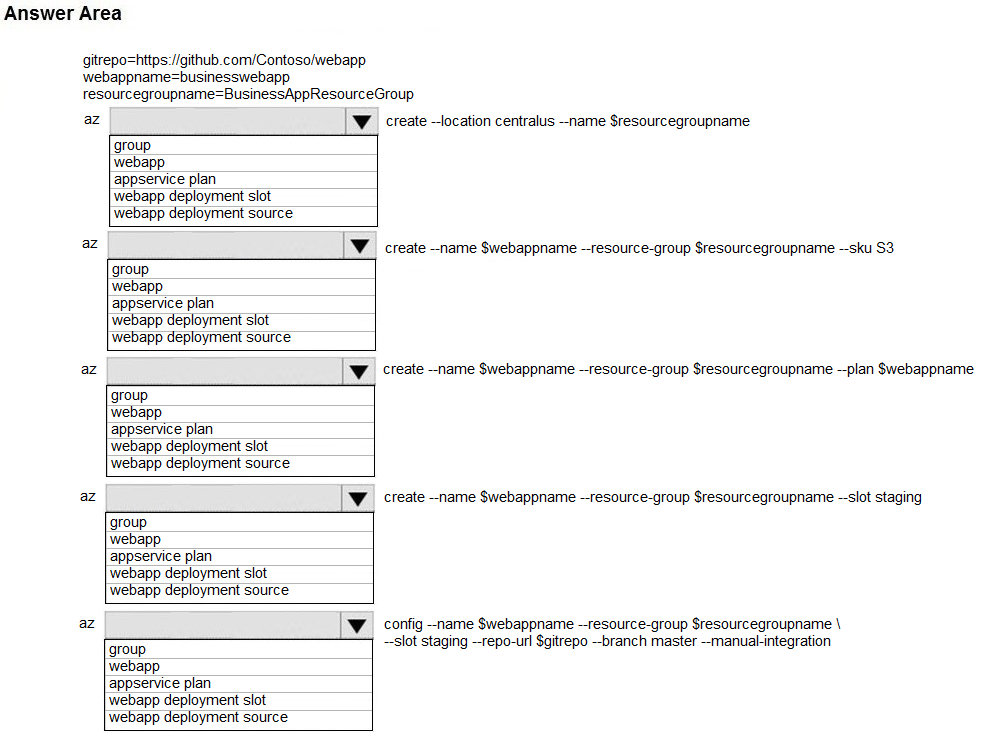 Answer Area
gitrepo=https://github.com/Contoso/webapp
webappname=businesswebapp
resourcegroupname=BusinessAppResourceGroup
az create --location centralus --name $resourcegroupname
group
webapp
appservice plan
webapp deployment slot
webapp deployment source
az create --name $webappname --resource-group $resourcegroupname --sku S3
group
webapp
appservice plan
webapp deployment slot
webapp deployment source
az create --name $webappname --resource-group $resourcegroupname --plan $webappname
group
webapp
appservice plan
webapp deployment slot
webapp deployment source
az create --name $webappname --resource-group $resourcegroupname --slot staging
group
webapp
appservice plan
webapp deployment slot
webapp deployment source
az config --name $webappname --resource-group $resourcegroupname \
--slot staging --repo-url $gitrepo --branch master --manual-integration
group
webapp
appservice plan
webapp deployment slot
webapp deployment source